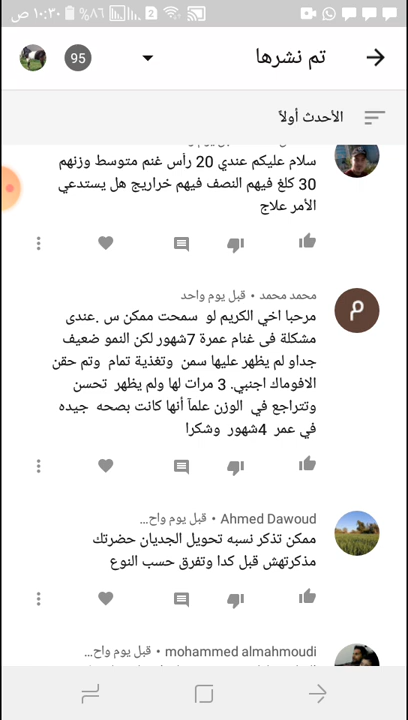 ١٠:٣٠ ص
٨٦%
2
تم نشرها
95
الأحدث أولاً
سلام عليكم عندي 20 رأس غنم متوسط وزنهم
30 كلغ فيهم النصف فيهم خراريج هل يستدعي
الأمر علاج
محمد محمد • قبل يوم واحد
م
مرحبا اخي الكريم لو سمحت ممكن س .عندى
مشكلة فى غنام عمرة 7شهور لكن النمو ضعيف
جداو لم يظهر عليها سمن وتغذية تمام وتم حقن
الافوماك اجنبي. 3 مرات لها ولم يظهر تحسن
وتتراجع في الوزن علمآ أنها كانت بصحه جيده
في عمر 4شهور وشكرا
Ahmed Dawoud • قبل يوم واح...
ممكن تذكر نسبه تحويل الجديان حضرتك
مذكرتهش قبل كدا وتفرق حسب النوع
mohammed almahmoudi • قبل يوم واح...